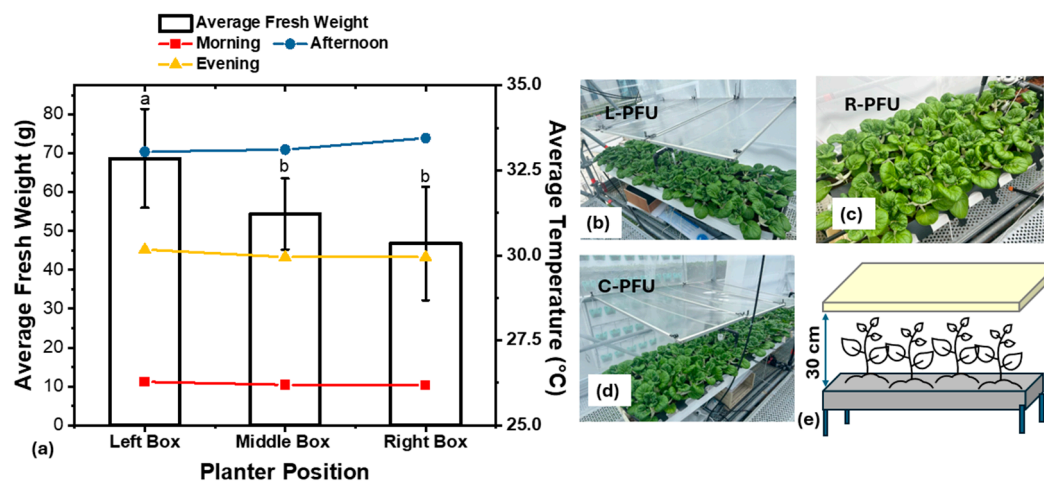 Average Fresh Weight
Morning
Afternoon
Evening
Average Fresh Weight (g)
80
70
60
50
40
30
20
10
0
a
b
b
35.0
32.5
30.0
27.5
25.0
Average Temperature (°C)
Left Box
Middle Box
Right Box
Planter Position
(a)
L-PFU
(b)
R-PFU
(c)
C-PFU
(d)
30 cm
(e)